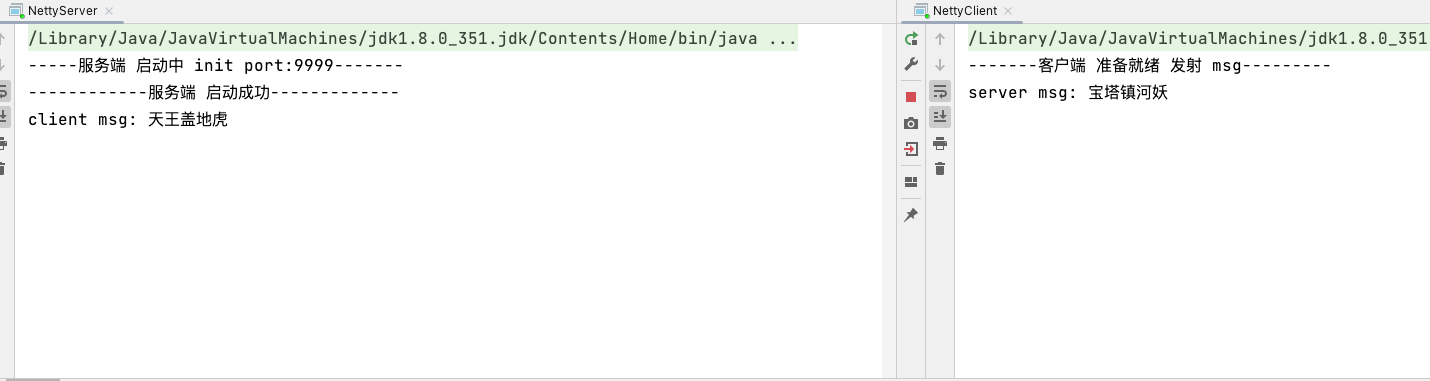 NettyServer
/Library/Java/JavaVirtualMachines/jdk1.8.0_351.jdk/Contents/Home/bin/java ...
-----服务端 启动中 init port:9999-------
------------服务端 启动成功-------------
client msg: 天王盖地虎
NettyClient
/Library/Java/JavaVirtualMachines/jdk1.8.0_351
-------客户端 准备就绪 发射 msg---------
server msg: 宝塔镇河妖